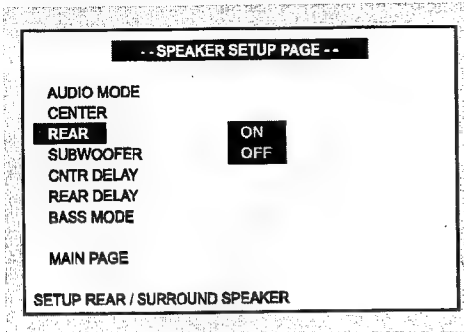 - - SPEAKER SETUP PAGE - -
AUDIO MODE
CENTER
REAR ON
SUBWOOFER OFF
CNTR DELAY
REAR DELAY
BASS MODE
MAIN PAGE
SETUP REAR / SURROUND SPEAKER